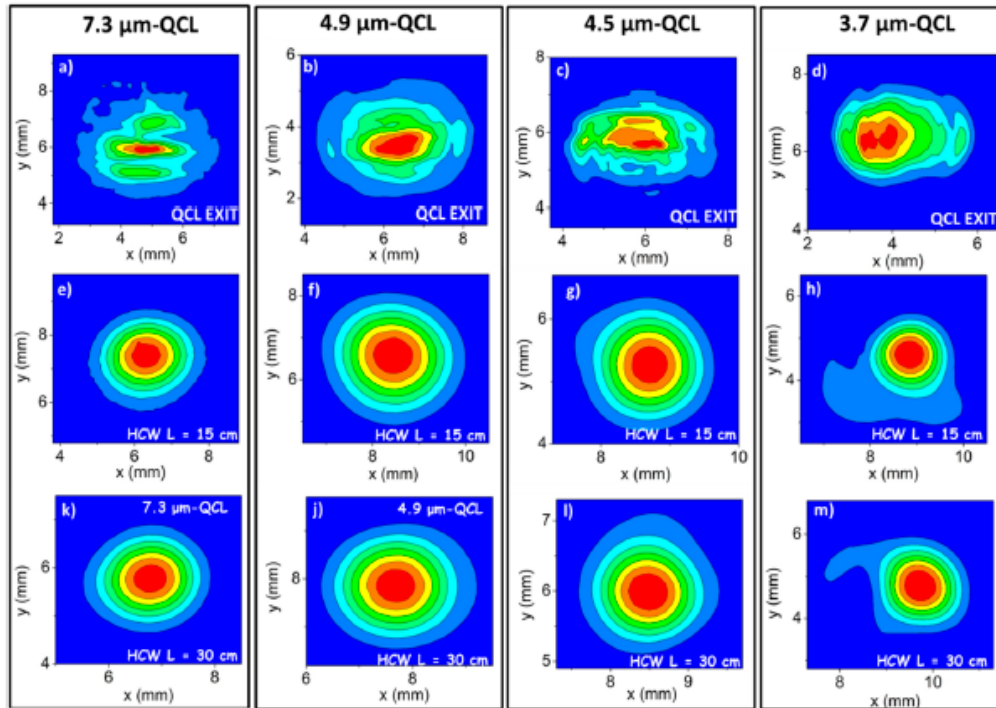 7.3 µm-QCL
4.9 µm-QCL
4.5 µm-QCL
3.7 µm-QCL
a)
8
6
4
y (mm)
QCL EXIT
2 4 6
x (mm)
b)
6
4
2
y (mm)
QCL EXIT
4 6 8
x (mm)
c)
8
6
4
y (mm)
QCL EXIT
4 6 8
x (mm)
d)
8
6
4
y (mm)
QCL EXIT
2 4 6
x (mm)
e)
8
6
y (mm)
HCW L = 15 cm
4 6 8
x (mm)
f)
8
6
y (mm)
HCW L = 15 cm
8 10
x (mm)
g)
6
4
y (mm)
HCW L = 15 cm
8 10
x (mm)
h)
6
4
y (mm)
HCW L = 15 cm
8 10
x (mm)
k)
7.3 µm-QCL
6
4
y (mm)
HCW L = 30 cm
6 8
x (mm)
j)
4.9 µm-QCL
8
y (mm)
HCW L = 30 cm
6 8
x (mm)
l)
7
6
5
y (mm)
HCW L = 30 cm
8 9
x (mm)
m)
6
4
y (mm)
HCW L = 30 cm
8 10
x (mm)